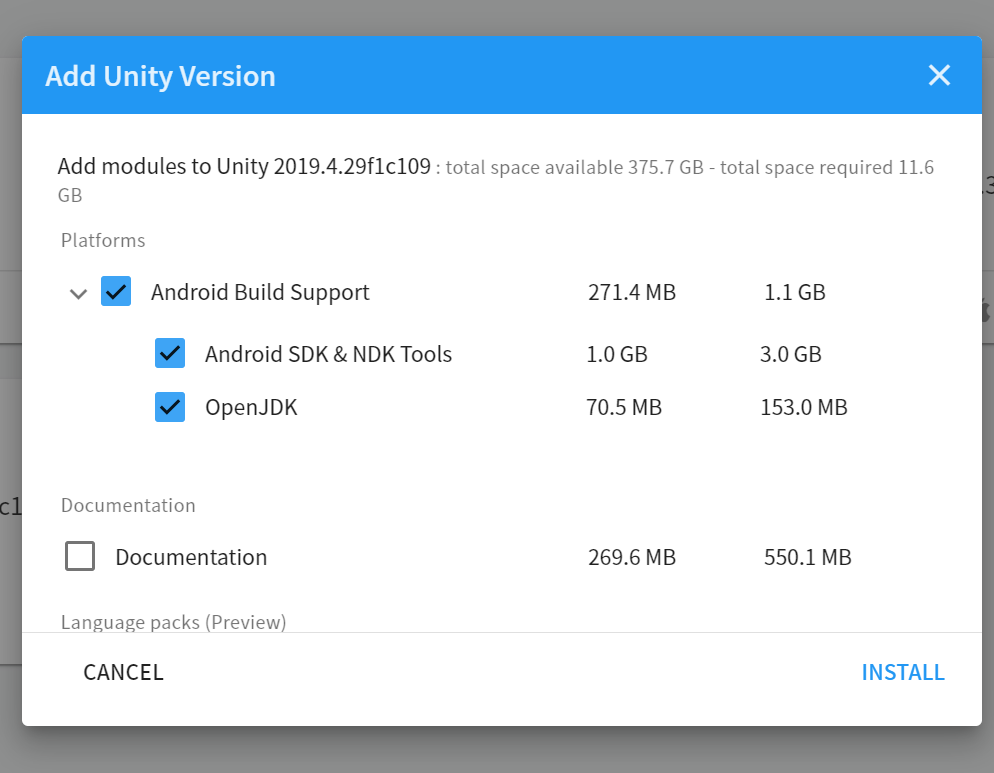 Add Unity Version
Add modules to Unity 2019.4.29f1c109 : total space available 375.7 GB - total space required 11.6
GB
Platforms
Android Build Support 271.4 MB 1.1 GB
Android SDK & NDK Tools 1.0 GB 3.0 GB
OpenJDK 70.5 MB 153.0 MB
c1
Documentation
Documentation 269.6 MB 550.1 MB
Language packs (Preview)
CANCEL INSTALL